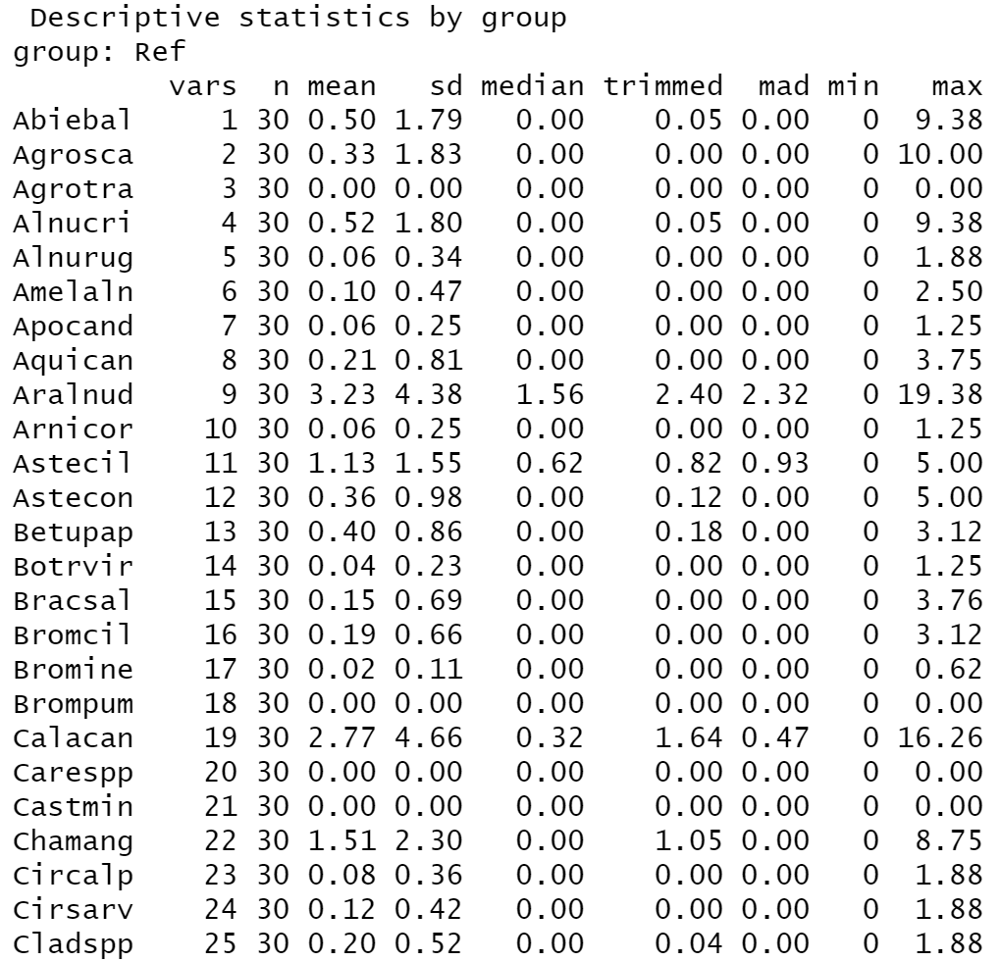 Descriptive statistics by group
group: Ref
vars n mean sd median trimmed mad min max
Abiebal 1 30 0.50 1.79 0.00 0.05 0.00 0 9.38
Agrosca 2 30 0.33 1.83 0.00 0.00 0.00 0 10.00
Agrotra 3 30 0.00 0.00 0.00 0.00 0.00 0 0.00
Alnucri 4 30 0.52 1.80 0.00 0.05 0.00 0 9.38
Alnurug 5 30 0.06 0.34 0.00 0.00 0.00 0 1.88
Amelaln 6 30 0.10 0.47 0.00 0.00 0.00 0 2.50
Apocand 7 30 0.06 0.25 0.00 0.00 0.00 0 1.25
Aquican 8 30 0.21 0.81 0.00 0.00 0.00 0 3.75
Aralnud 9 30 3.23 4.38 1.56 2.40 2.32 0 19.38
Arnicor 10 30 0.06 0.25 0.00 0.00 0.00 0 1.25
Astecil 11 30 1.13 1.55 0.62 0.82 0.93 0 5.00
Astecon 12 30 0.36 0.98 0.00 0.12 0.00 0 5.00
Betupap 13 30 0.40 0.86 0.00 0.18 0.00 0 3.12
Botrvir 14 30 0.04 0.23 0.00 0.00 0.00 0 1.25
Bracsal 15 30 0.15 0.69 0.00 0.00 0.00 0 3.76
Bromcil 16 30 0.19 0.66 0.00 0.00 0.00 0 3.12
Bromine 17 30 0.02 0.11 0.00 0.00 0.00 0 0.62
Brompum 18 30 0.00 0.00 0.00 0.00 0.00 0 0.00
Calacan 19 30 2.77 4.66 0.32 1.64 0.47 0 16.26
Carespp 20 30 0.00 0.00 0.00 0.00 0.00 0 0.00
Castmin 21 30 0.00 0.00 0.00 0.00 0.00 0 0.00
Chamang 22 30 1.51 2.30 0.00 1.05 0.00 0 8.75
Circalp 23 30 0.08 0.36 0.00 0.00 0.00 0 1.88
Cirsarv 24 30 0.12 0.42 0.00 0.00 0.00 0 1.88
Cladspp 25 30 0.20 0.52 0.00 0.04 0.00 0 1.88